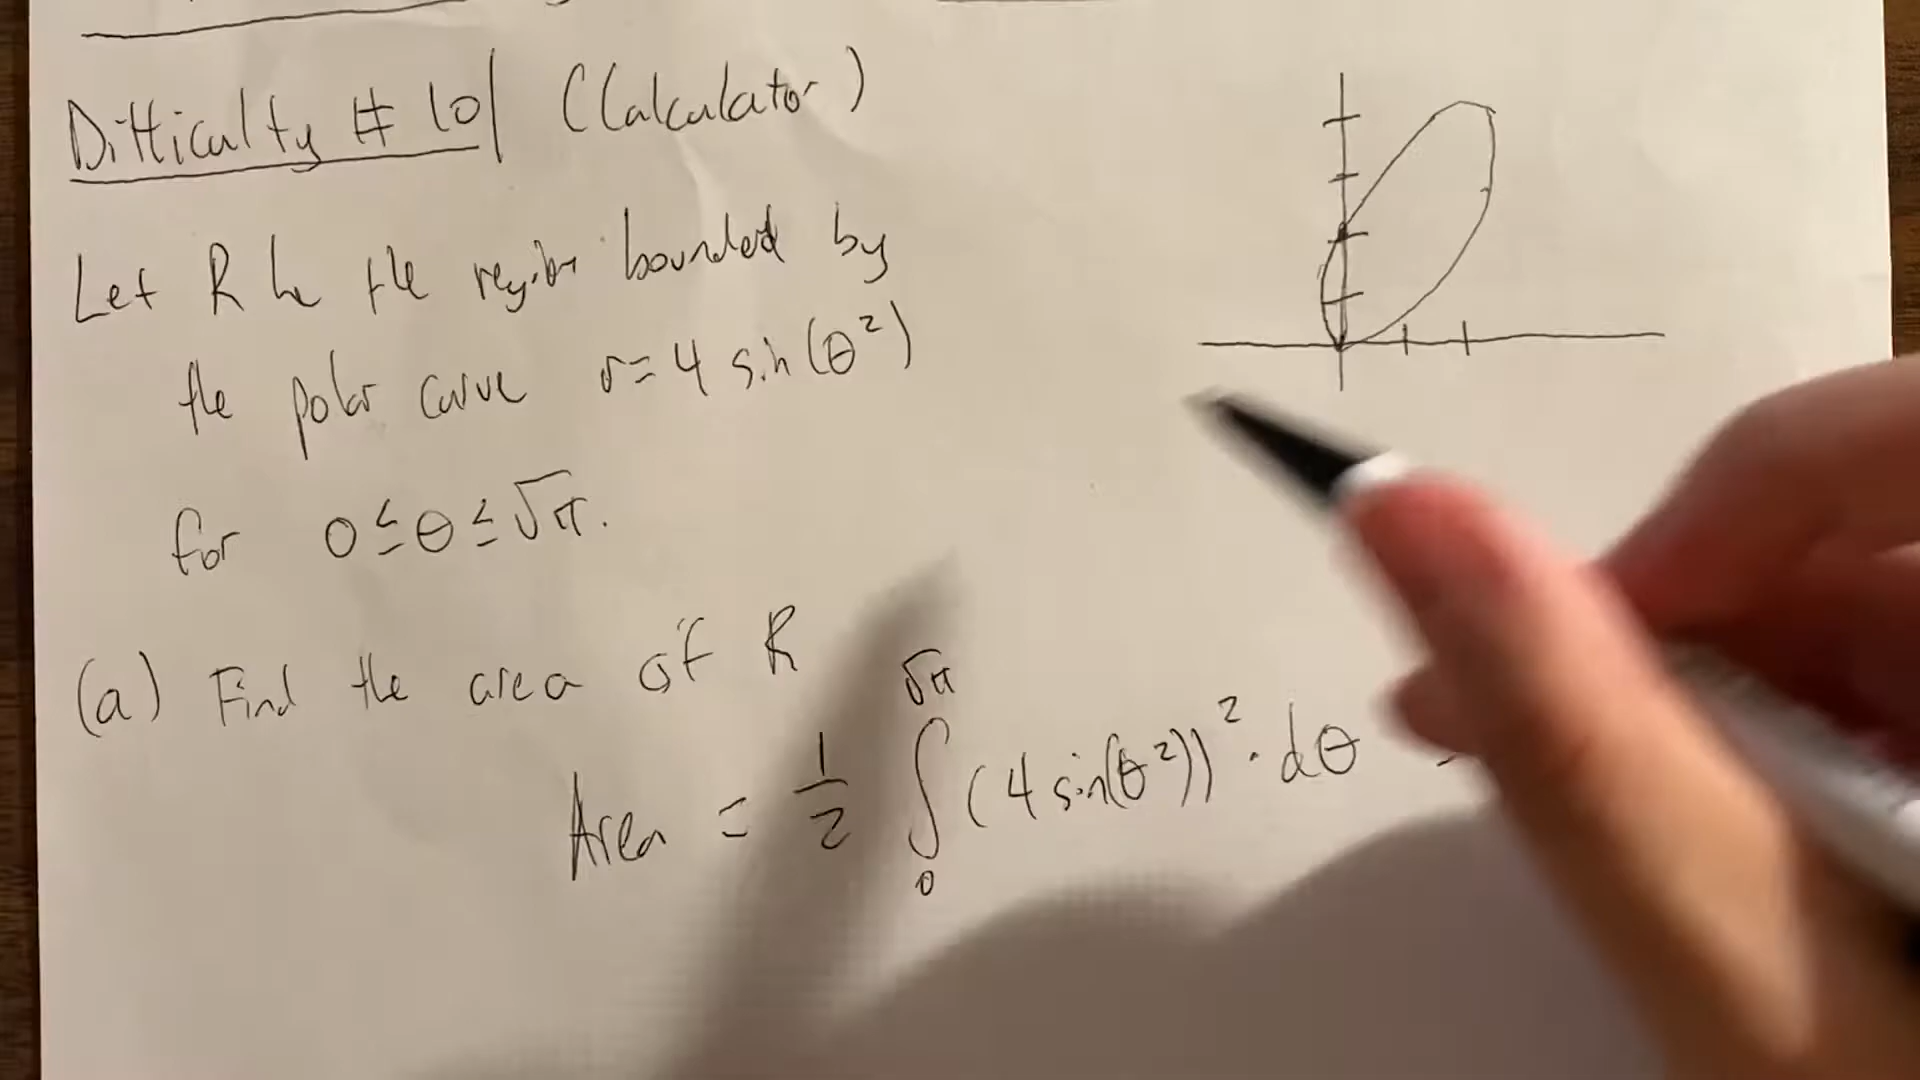 Difficulty # 10 (Calculator)
Let R be the region bounded by
the polar curve r = 4 sin(θ²)
for 0 ≤ θ ≤ √π.
(a) Find the area of R
Area = 1/2 ∫₀^√π (4 sin(θ²))² · dθ